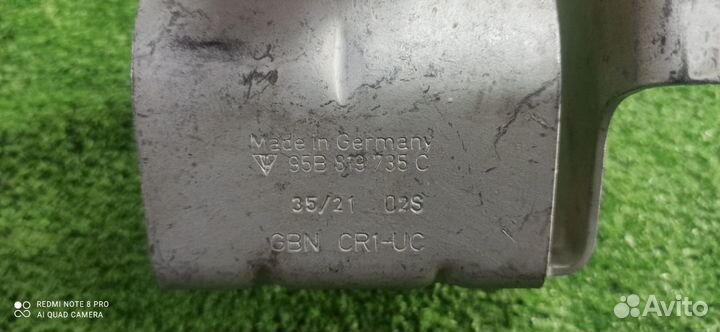 Made in Germany
95B 819 735 C
35/21 02S
GBN CR1-UC
REDMI NOTE 8 PRO
AI QUAD CAMERA
Avito